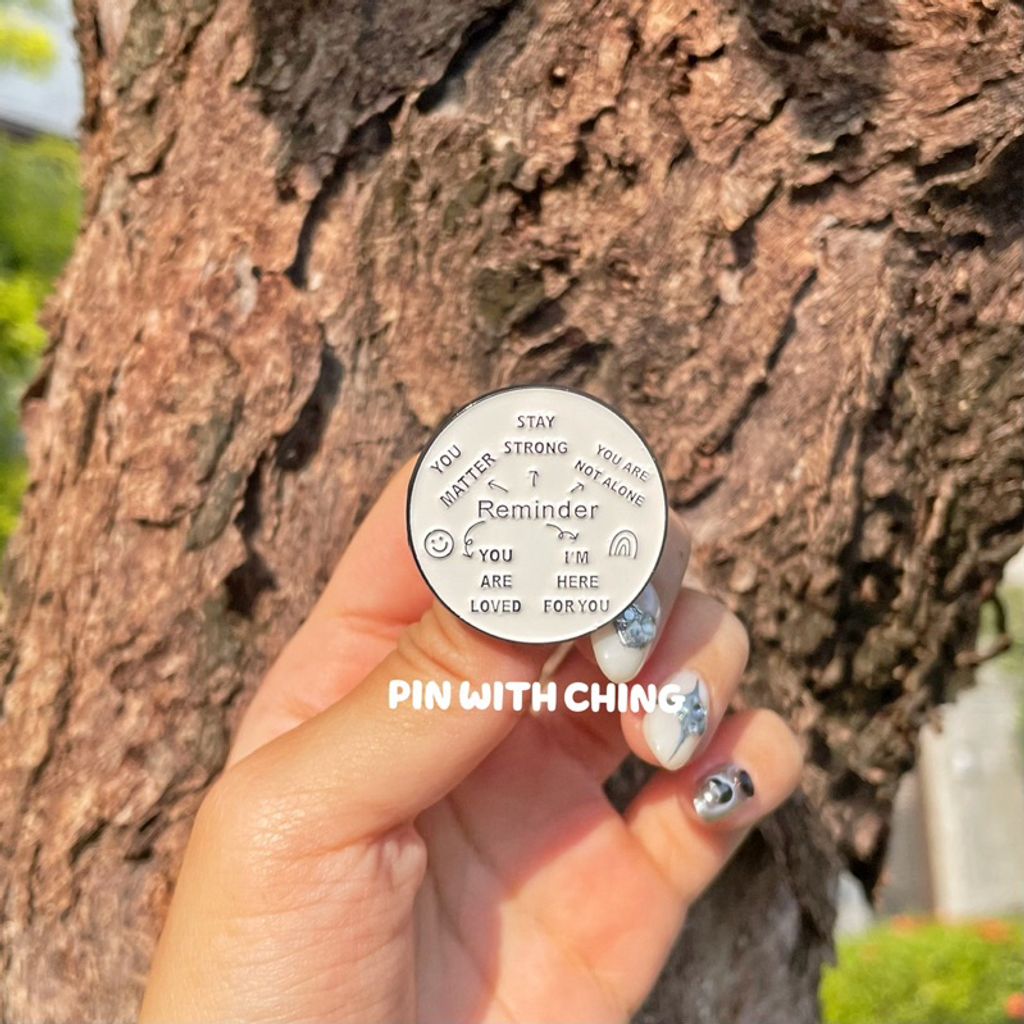 STAY
STRONG
YOU
MATTER
YOU ARE
NOT ALONE
Reminder
YOU
ARE
LOVED
I'M
HERE
FOR YOU
PIN WITH CHING